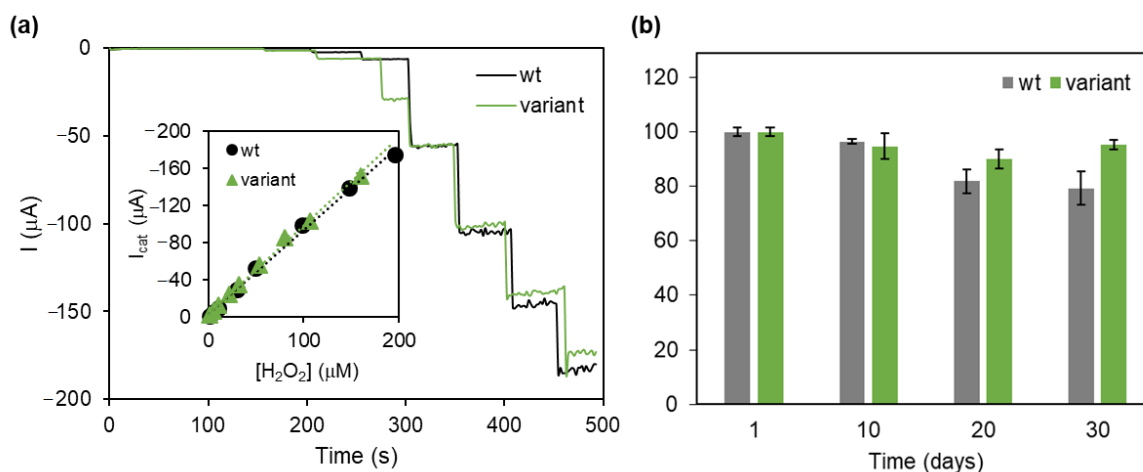 (a)
0
−50
−100
−150
−200
I (μA)
0 100 200 300 400 500
Time (s)
wt
variant
−200
−160
−120
−80
−40
0
I_cat (μA)
wt
variant
0 100 200
[H₂O₂] (μM)
(b)
120
100
80
60
40
20
0
wt variant
1 10 20 30
Time (days)